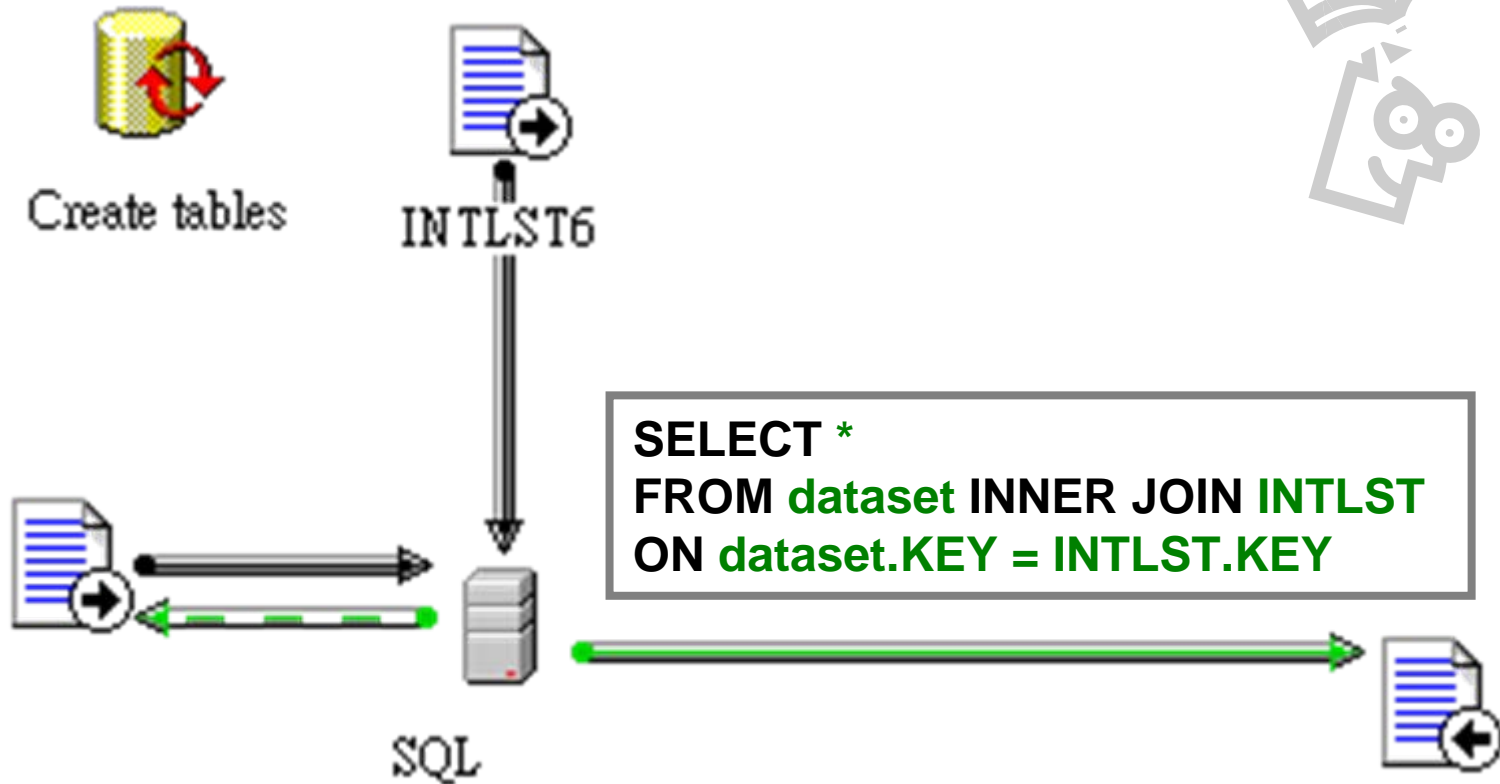 Create tables
INTLST6
SELECT *
FROM dataset INNER JOIN INTLST
ON dataset.KEY = INTLST.KEY
SQL